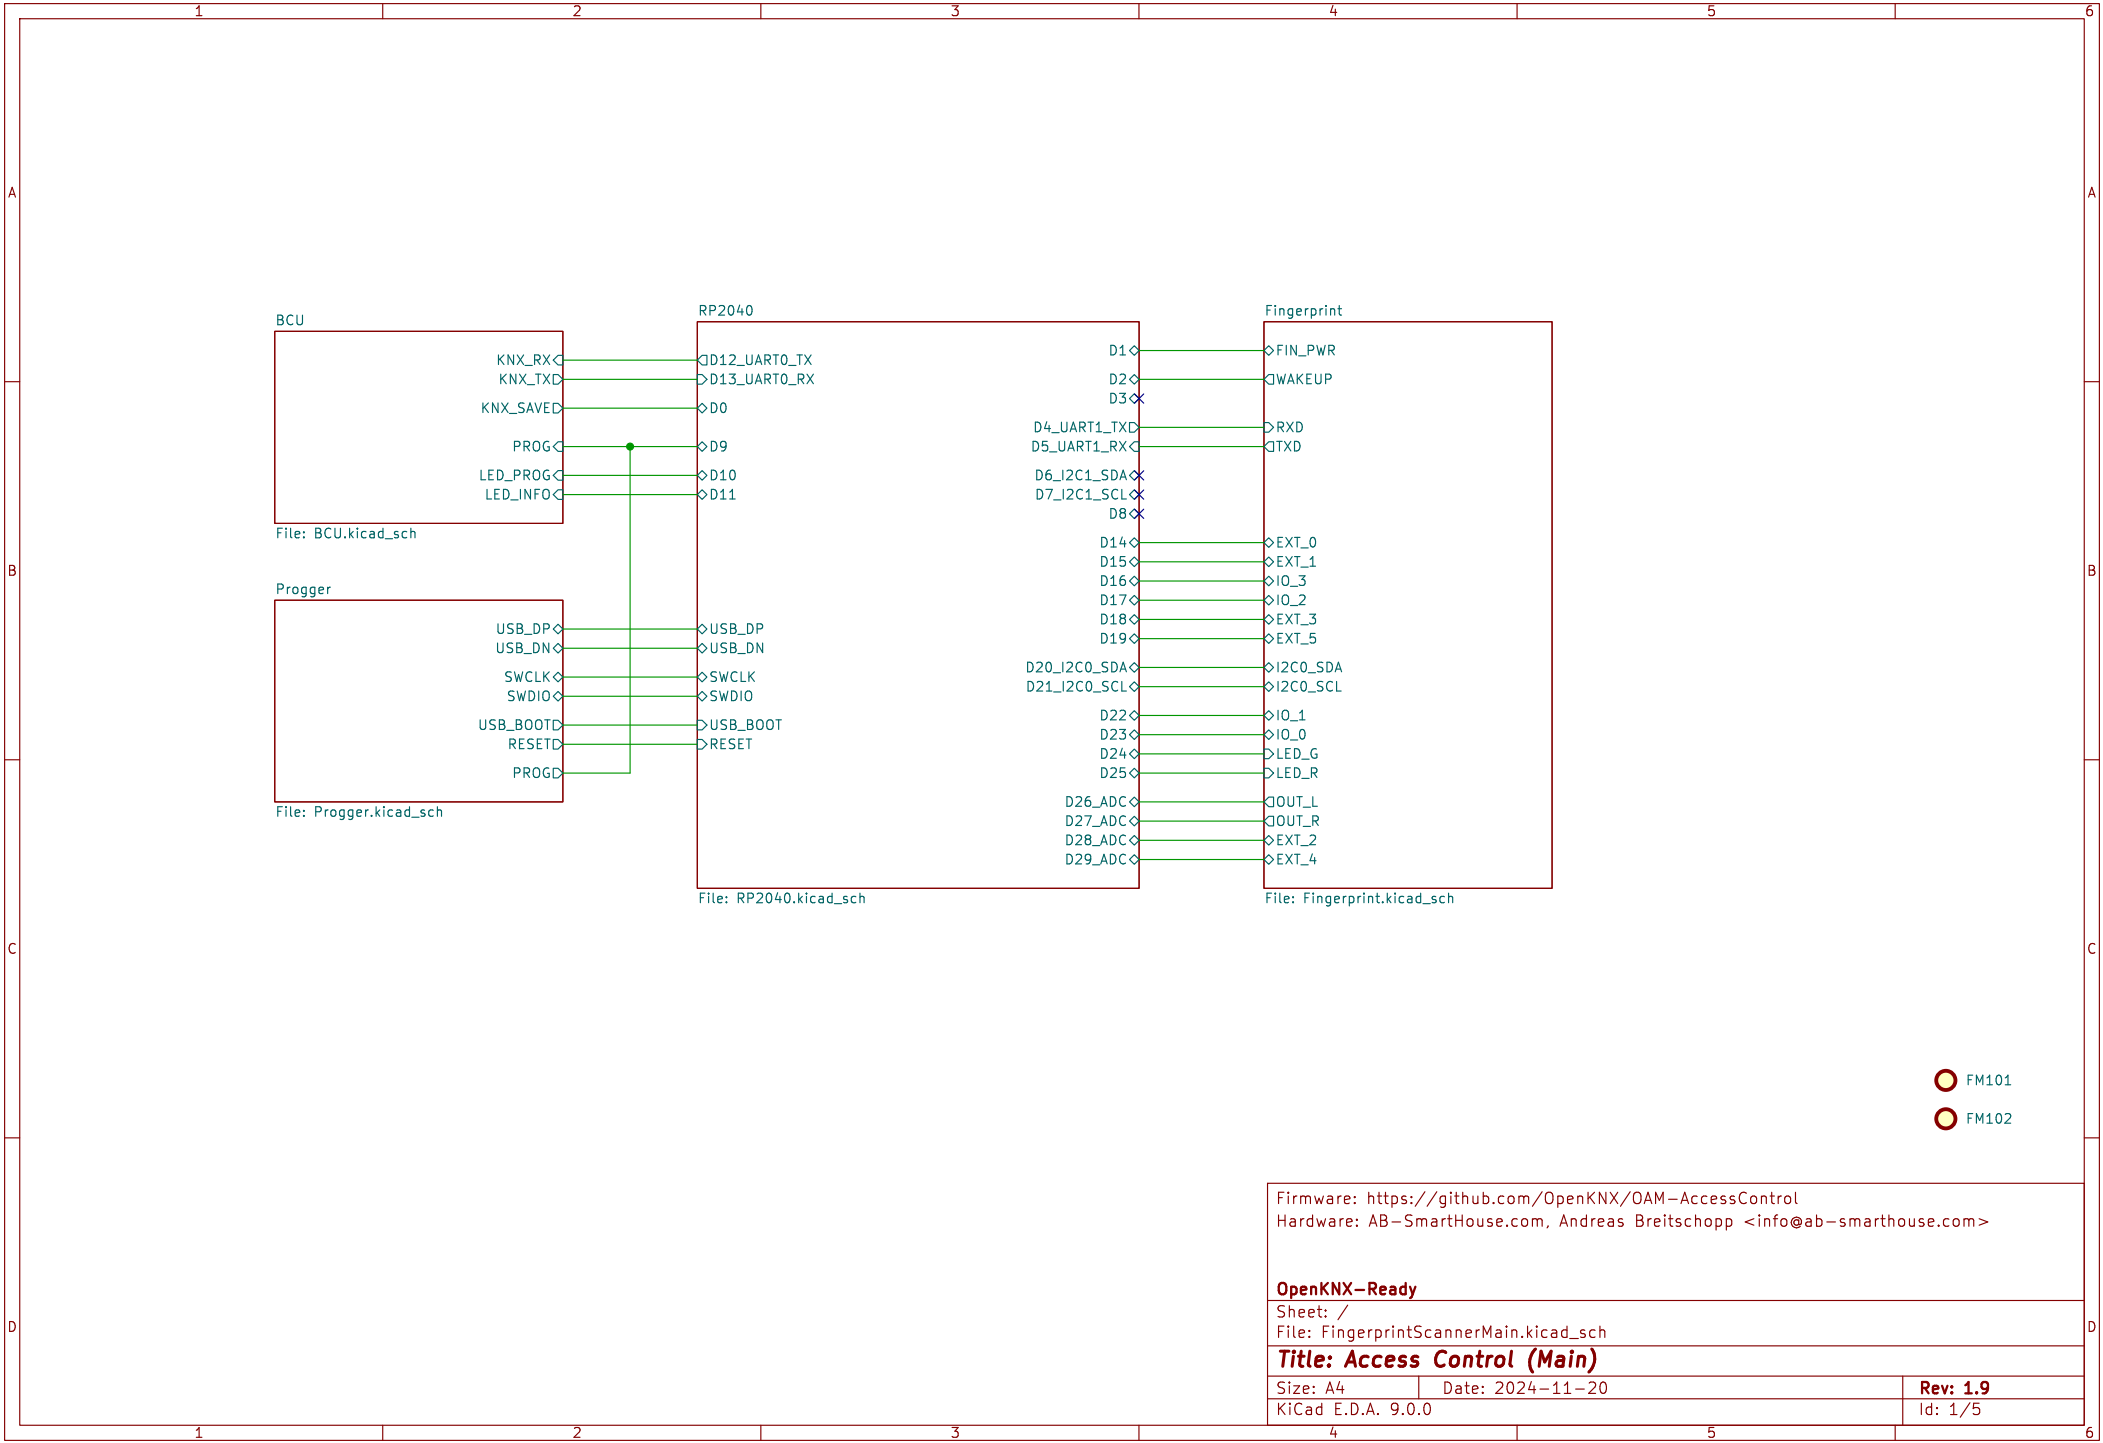 1 2 3 4 5 6
A A
B B
C C
D D
BCU
KNX_RX
KNX_TX
KNX_SAVE
PROG
LED_PROG
LED_INFO
File: BCU.kicad_sch
Progger
USB_DP
USB_DN
SWCLK
SWDIO
USB_BOOT
RESET
PROG
File: Progger.kicad_sch
RP2040
D12_UART0_TX
D13_UART0_RX
D0
D9
D10
D11
USB_DP
USB_DN
SWCLK
SWDIO
USB_BOOT
RESET
D1
D2
D3
D4_UART1_TX
D5_UART1_RX
D6_I2C1_SDA
D7_I2C1_SCL
D8
D14
D15
D16
D17
D18
D19
D20_I2C0_SDA
D21_I2C0_SCL
D22
D23
D24
D25
D26_ADC
D27_ADC
D28_ADC
D29_ADC
File: RP2040.kicad_sch
Fingerprint
FIN_PWR
WAKEUP
RXD
TXD
EXT_0
EXT_1
IO_3
IO_2
EXT_3
EXT_5
I2C0_SDA
I2C0_SCL
IO_1
IO_0
LED_G
LED_R
OUT_L
OUT_R
EXT_2
EXT_4
File: Fingerprint.kicad_sch
FM101
FM102
Firmware: https://github.com/OpenKNX/OAM-AccessControl
Hardware: AB-SmartHouse.com, Andreas Breitschopp <info@ab-smarthouse.com>
OpenKNX-Ready
Sheet: /
File: FingerprintScannerMain.kicad_sch
Title: Access Control (Main)
Size: A4 Date: 2024-11-20 Rev: 1.9
KiCad E.D.A. 9.0.0 Id: 1/5
1 2 3 4 5 6